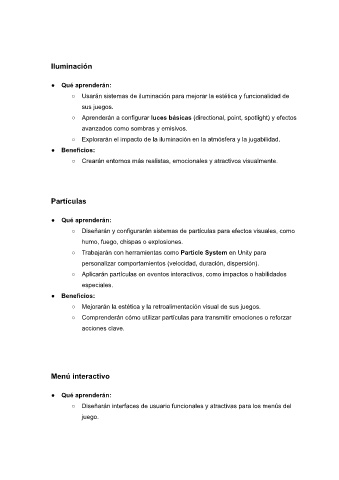 Iluminación
● Qué aprenderán:
○ Usarán sistemas de iluminación para mejorar la estética y funcionalidad de
sus juegos.
○ Aprenderán a configurar luces básicas (directional, point, spotlight) y efectos
avanzados como sombras y emisivos.
○ Explorarán el impacto de la iluminación en la atmósfera y la jugabilidad.
● Beneficios:
○ Crearán entornos más realistas, emocionales y atractivos visualmente.
Partículas
● Qué aprenderán:
○ Diseñarán y configurarán sistemas de partículas para efectos visuales, como
humo, fuego, chispas o explosiones.
○ Trabajarán con herramientas como Particle System en Unity para
personalizar comportamientos (velocidad, duración, dispersión).
○ Aplicarán partículas en eventos interactivos, como impactos o habilidades
especiales.
● Beneficios:
○ Mejorarán la estética y la retroalimentación visual de sus juegos.
○ Comprenderán cómo utilizar partículas para transmitir emociones o reforzar
acciones clave.
Menú interactivo
● Qué aprenderán:
○ Diseñarán interfaces de usuario funcionales y atractivas para los menús del
juego.